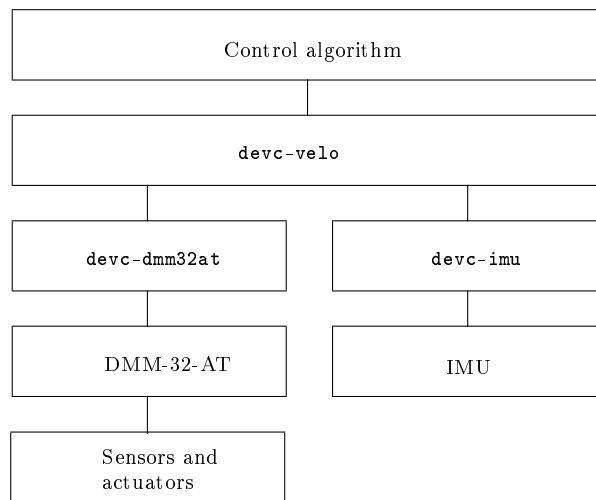 Control algorithm
devc-velo
devc-dmm32at
devc-imu
DMM-32-AT
IMU
Sensors and
actuators